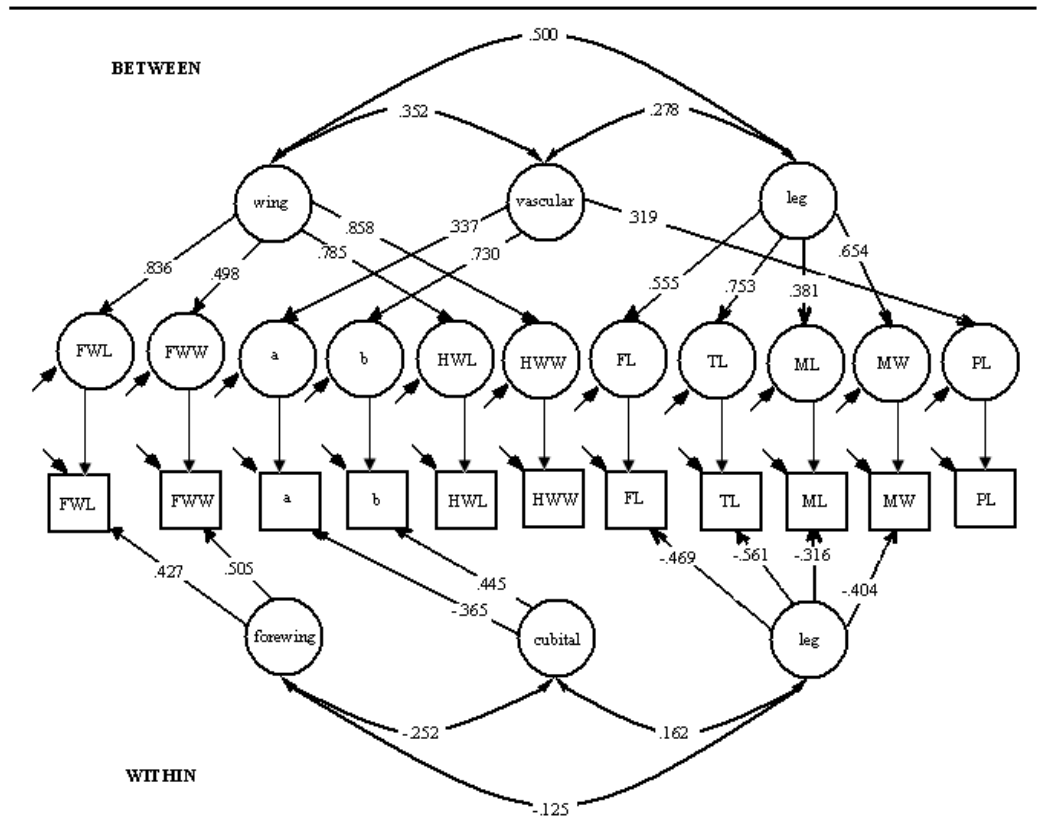 .500
BETWEEN
.352 .278
wing vascular leg
.858 .337 .319
.836 .498 .785 .730 .555 .753 .381 .654
FWL FWW a b HWL HWW FL TL ML MW PL
FWL FWW a b HWL HWW FL TL ML MW PL
.427 .505 -.365 .445 -.469 -.561 -.316 -.404
forewing cubital leg
-.252 .162
WITHIN
-.125